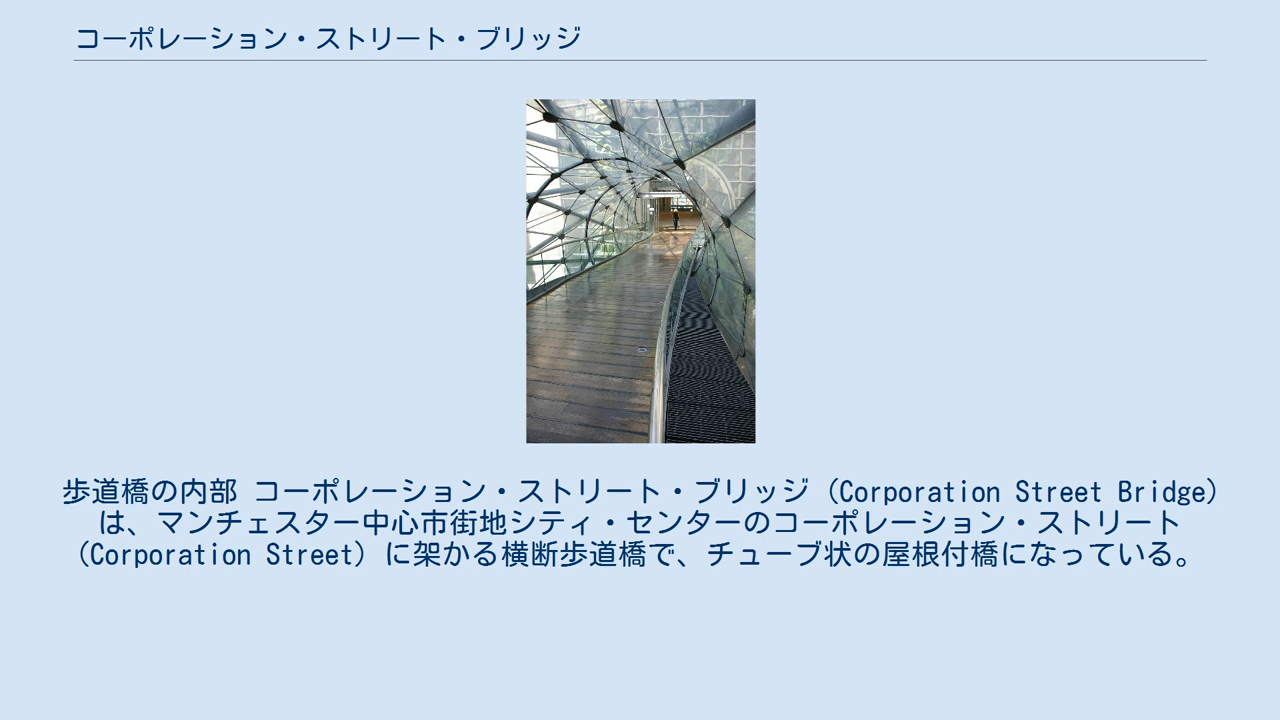 コーポレーション・ストリート・ブリッジ
歩道橋の内部 コーポレーション・ストリート・ブリッジ（Corporation Street Bridge）
は、マンチェスター中心市街地シティ・センターのコーポレーション・ストリート
（Corporation Street）に架かる横断歩道橋で、チューブ状の屋根付橋になっている。